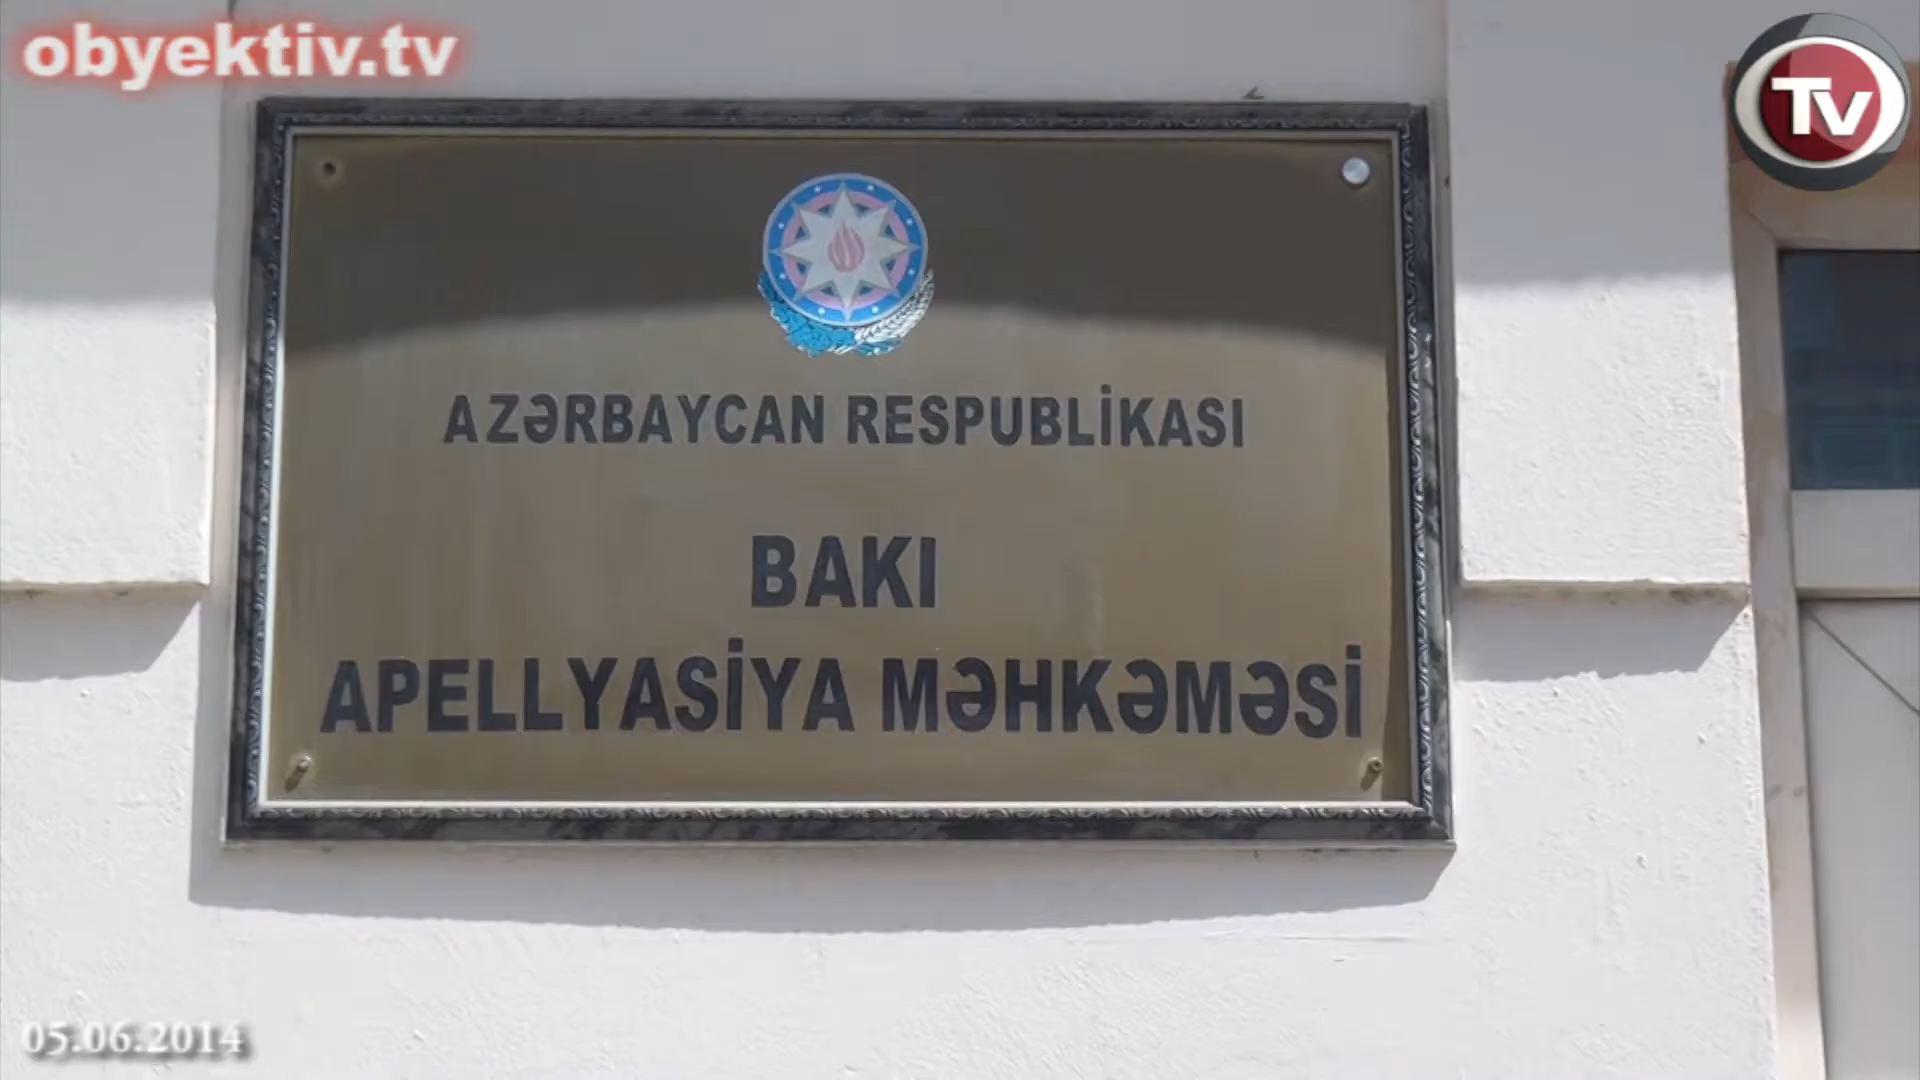 obyektiv.tv
TV
AZƏRBAYCAN RESPUBLİKASI
BAKI
APELLYASİYA MƏHKƏMƏSİ
05.06.2014